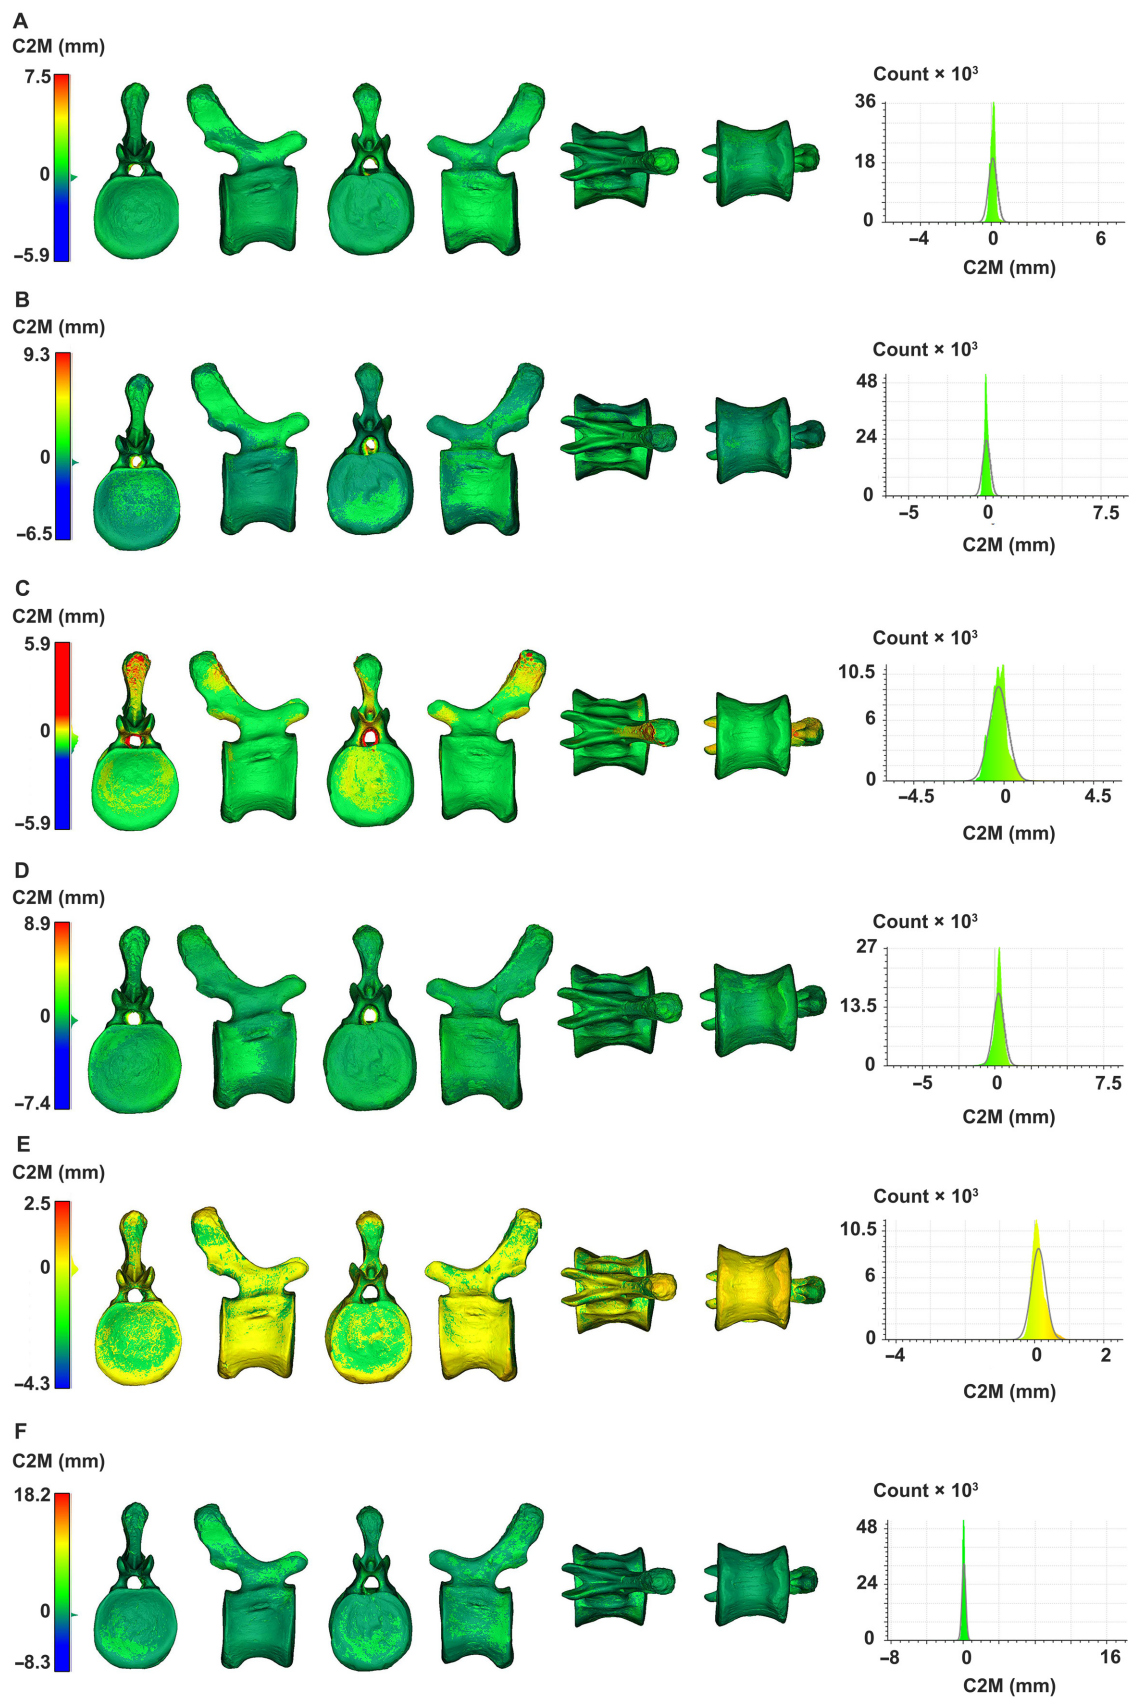 A
C2M (mm)
7.5
0
−5.9
Count × 10³
36
18
0
−4 0 6
C2M (mm)
B
C2M (mm)
9.3
0
−6.5
Count × 10³
48
24
0
−5 0 7.5
C2M (mm)
C
C2M (mm)
5.9
0
−5.9
Count × 10³
10.5
6
0
−4.5 0 4.5
C2M (mm)
D
C2M (mm)
8.9
0
−7.4
Count × 10³
27
13.5
0
−5 0 7.5
C2M (mm)
E
C2M (mm)
2.5
0
−4.3
Count × 10³
10.5
6
0
−4 0 2
C2M (mm)
F
C2M (mm)
18.2
0
−8.3
Count × 10³
48
24
0
−8 0 16
C2M (mm)